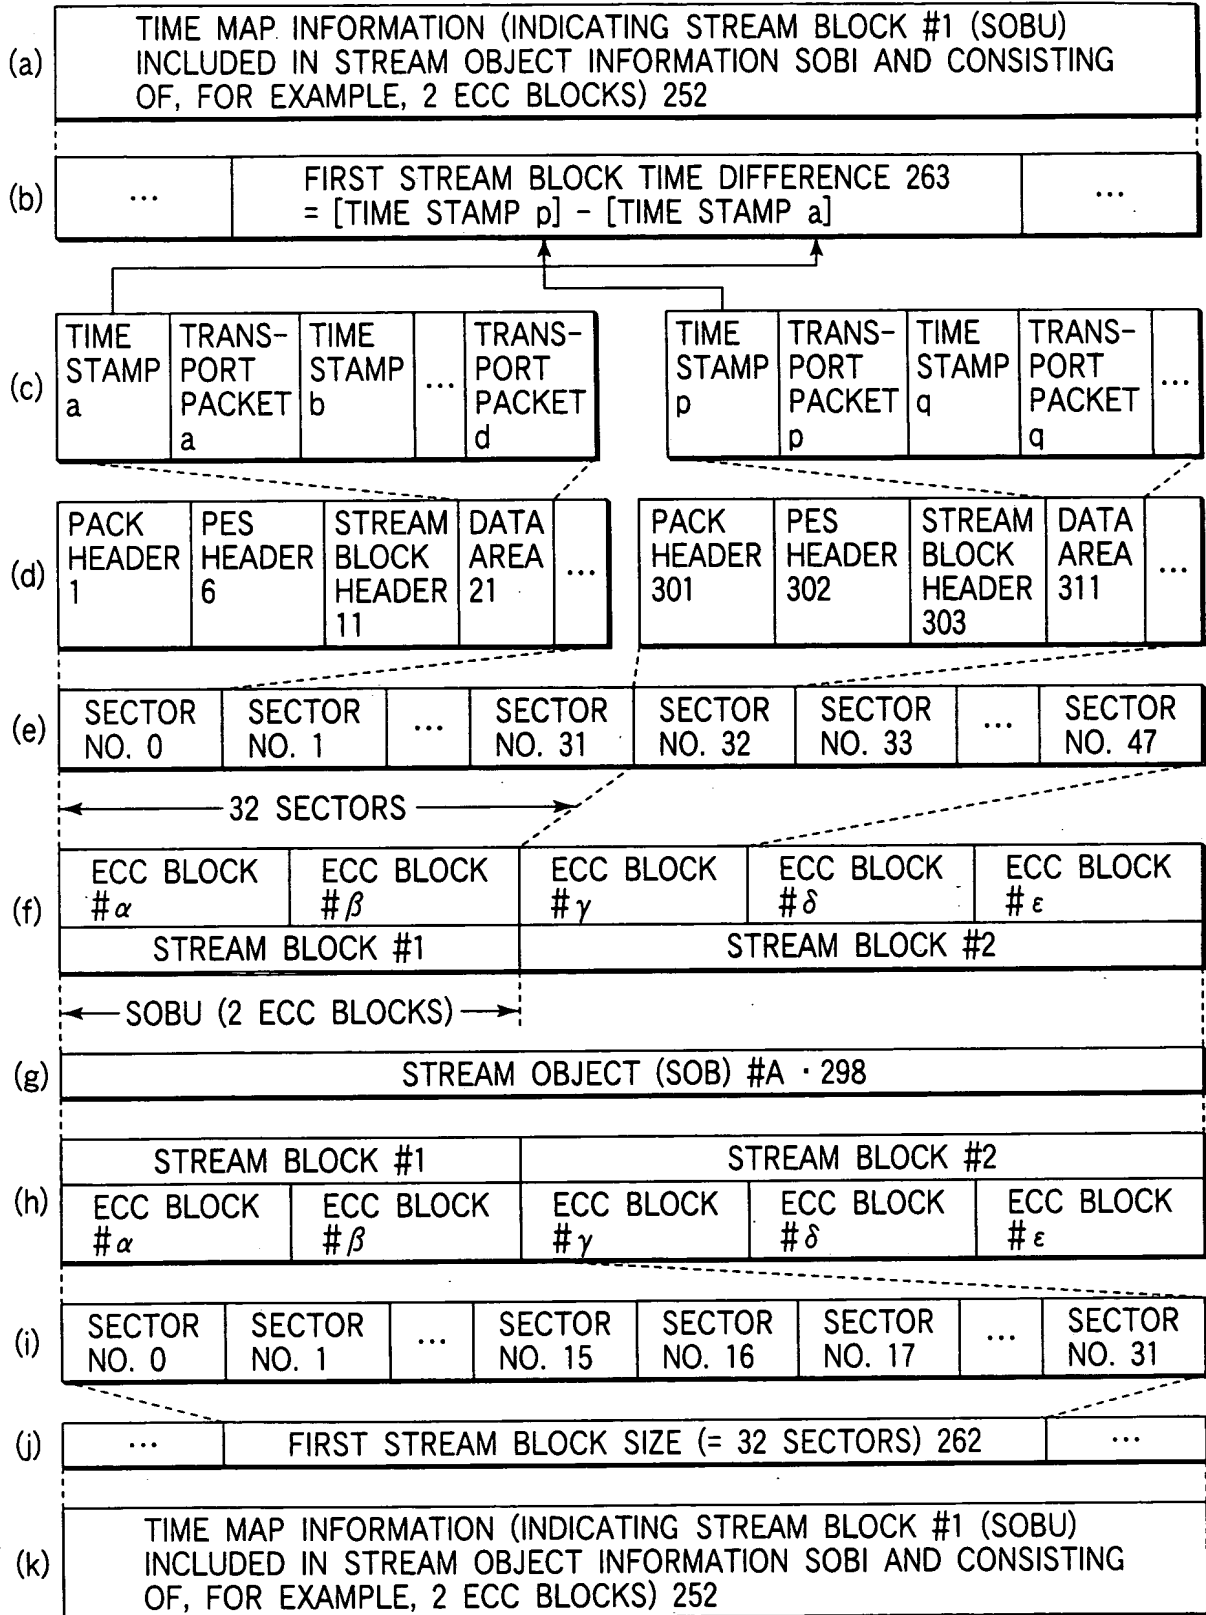 (a)
TIME MAP INFORMATION (INDICATING STREAM BLOCK #1 (SOBU)
INCLUDED IN STREAM OBJECT INFORMATION SOBI AND CONSISTING
OF, FOR EXAMPLE, 2 ECC BLOCKS) 252
(b)
...
FIRST STREAM BLOCK TIME DIFFERENCE 263
= [TIME STAMP p] - [TIME STAMP a]
...
(c)
TIME
STAMP
a
TRANS-
PORT
PACKET
a
TIME
STAMP
b
...
TRANS-
PORT
PACKET
d
TIME
STAMP
p
TRANS-
PORT
PACKET
p
TIME
STAMP
q
TRANS-
PORT
PACKET
q
...
(d)
PACK
HEADER
1
PES
HEADER
6
STREAM
BLOCK
HEADER
11
DATA
AREA
21
...
PACK
HEADER
301
PES
HEADER
302
STREAM
BLOCK
HEADER
303
DATA
AREA
311
...
(e)
SECTOR
NO. 0
SECTOR
NO. 1
...
SECTOR
NO. 31
SECTOR
NO. 32
SECTOR
NO. 33
...
SECTOR
NO. 47
32 SECTORS
(f)
ECC BLOCK
#α
ECC BLOCK
#β
ECC BLOCK
#γ
ECC BLOCK
#δ
ECC BLOCK
#ε
STREAM BLOCK #1
STREAM BLOCK #2
SOBU (2 ECC BLOCKS)
(g)
STREAM OBJECT (SOB) #A · 298
(h)
STREAM BLOCK #1
STREAM BLOCK #2
ECC BLOCK
#α
ECC BLOCK
#β
ECC BLOCK
#γ
ECC BLOCK
#δ
ECC BLOCK
#ε
(i)
SECTOR
NO. 0
SECTOR
NO. 1
...
SECTOR
NO. 15
SECTOR
NO. 16
SECTOR
NO. 17
...
SECTOR
NO. 31
(j)
...
FIRST STREAM BLOCK SIZE (= 32 SECTORS) 262
...
(k)
TIME MAP INFORMATION (INDICATING STREAM BLOCK #1 (SOBU)
INCLUDED IN STREAM OBJECT INFORMATION SOBI AND CONSISTING
OF, FOR EXAMPLE, 2 ECC BLOCKS) 252